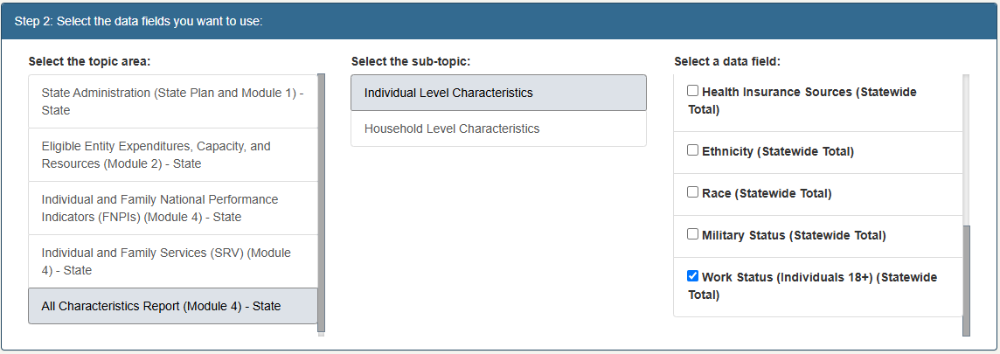 Step 2: Select the data fields you want to use:
Select the topic area:
State Administration (State Plan and Module 1) -
State
Eligible Entity Expenditures, Capacity, and
Resources (Module 2) - State
Individual and Family National Performance
Indicators (FNPIs) (Module 4) - State
Individual and Family Services (SRV) (Module
4) - State
All Characteristics Report (Module 4) - State
Select the sub-topic:
Individual Level Characteristics
Household Level Characteristics
Select a data field:
Health Insurance Sources (Statewide
Total)
Ethnicity (Statewide Total)
Race (Statewide Total)
Military Status (Statewide Total)
Work Status (Individuals 18+) (Statewide
Total)